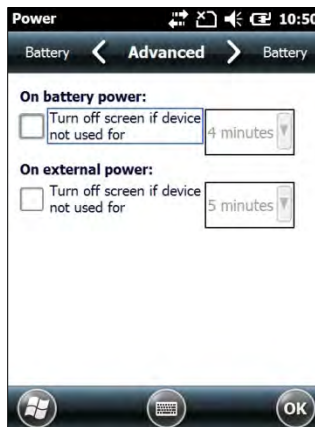 Power 10:50
Battery Advanced Battery
On battery power:
Turn off screen if device
not used for
4 minutes
On external power:
Turn off screen if device
not used for
5 minutes
OK